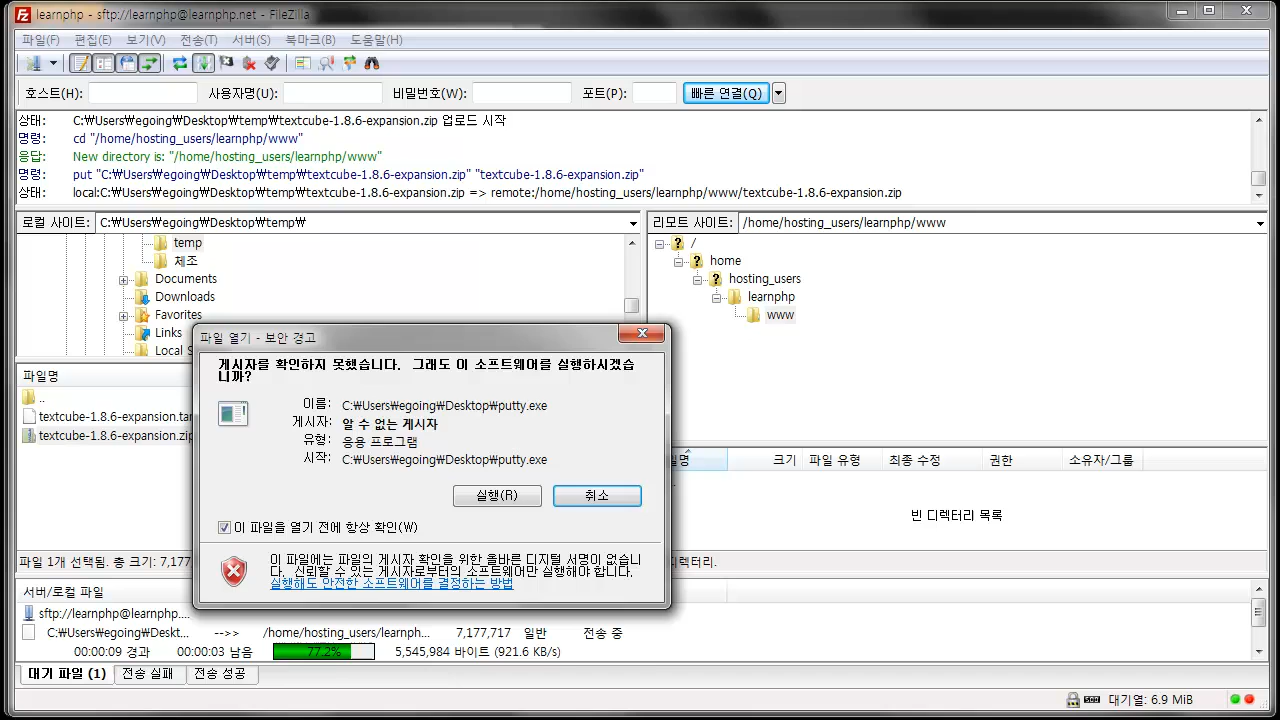 learnphp - sftp://learnphp@learnphp.net - FileZilla
파일(F) 편집(E) 보기(V) 전송(T) 서버(S) 북마크(B) 도움말(H)
호스트(H): 사용자명(U): 비밀번호(W): 포트(P): 빠른 연결(Q)
상태: C:₩Users₩egoing₩Desktop₩temp₩textcube-1.8.6-expansion.zip 업로드 시작
명령: cd "/home/hosting_users/learnphp/www"
응답: New directory is: "/home/hosting_users/learnphp/www"
명령: put "C:₩Users₩egoing₩Desktop₩temp₩textcube-1.8.6-expansion.zip" "textcube-1.8.6-expansion.zip"
상태: local:C:₩Users₩egoing₩Desktop₩temp₩textcube-1.8.6-expansion.zip => remote:/home/hosting_users/learnphp/www/textcube-1.8.6-expansion.zip
로컬 사이트: C:₩Users₩egoing₩Desktop₩temp₩
리모트 사이트: /home/hosting_users/learnphp/www
temp
체조
Documents
Downloads
Favorites
Links
Local S
/
home
hosting_users
learnphp
www
파일명
..
textcube-1.8.6-expansion.tar
textcube-1.8.6-expansion.zip
파일 1개 선택됨. 총 크기: 7,177
파일 열기 - 보안 경고
게시자를 확인하지 못했습니다. 그래도 이 소프트웨어를 실행하시겠습
니까?
이름: C:₩Users₩egoing₩Desktop₩putty.exe
게시자: 알 수 없는 게시자
유형: 응용 프로그램
시작: C:₩Users₩egoing₩Desktop₩putty.exe
실행(R) 취소
이 파일을 열기 전에 항상 확인(W)
이 파일에는 파일의 게시자 확인을 위한 올바른 디지털 서명이 없습니
다. 신뢰할 수 있는 게시자로부터의 소프트웨어만 실행해야 합니다.
실행해도 안전한 소프트웨어를 결정하는 방법
일명 크기 파일 유형 최종 수정 권한 소유자/그룹
빈 디렉터리 목록
디렉터리.
서버/로컬 파일
sftp://learnphp@learnphp....
C:₩Users₩egoing₩Deskt... -->> /home/hosting_users/learnph... 7,177,717 일반 전송 중
00:00:09 경과 00:00:03 남음 77.2% 5,545,984 바이트 (921.6 KB/s)
대기 파일 (1) 전송 실패 전송 성공
대기열: 6.9 MiB